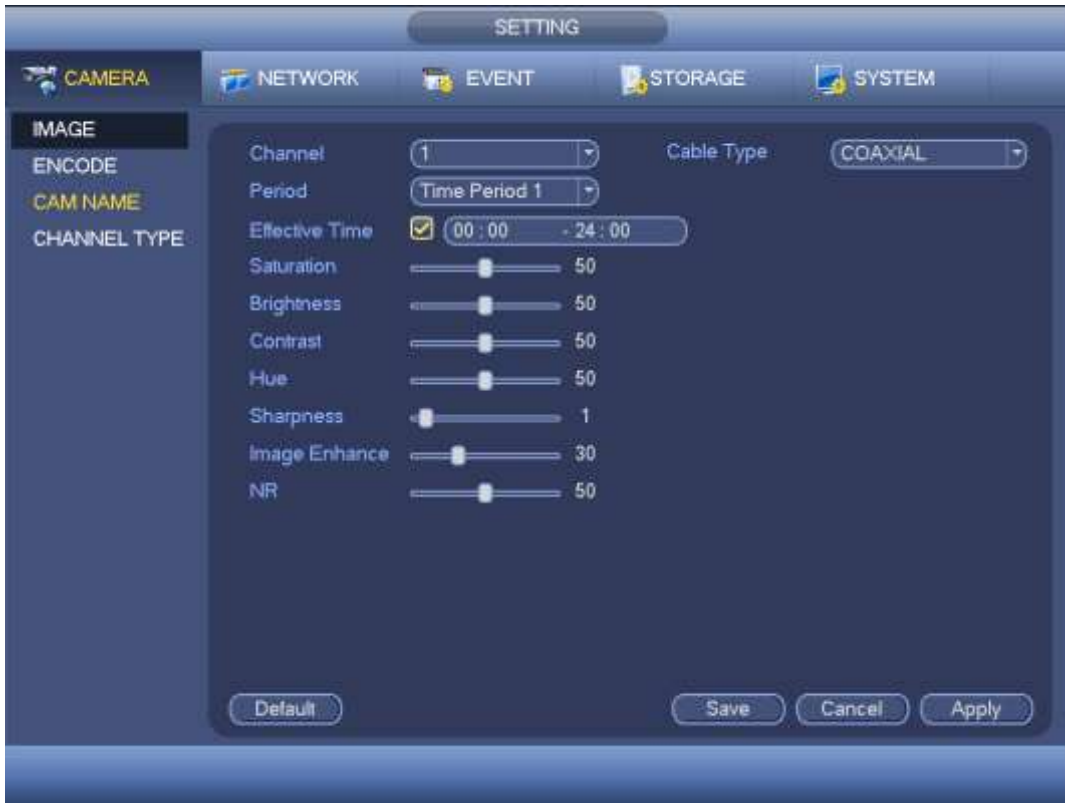 SETTING
CAMERA NETWORK EVENT STORAGE SYSTEM
IMAGE
ENCODE
CAM NAME
CHANNEL TYPE
Channel 1 Cable Type COAXIAL
Period Time Period 1
Effective Time 00 : 00 - 24 : 00
Saturation 50
Brightness 50
Contrast 50
Hue 50
Sharpness 1
Image Enhance 30
NR 50
Default Save Cancel Apply